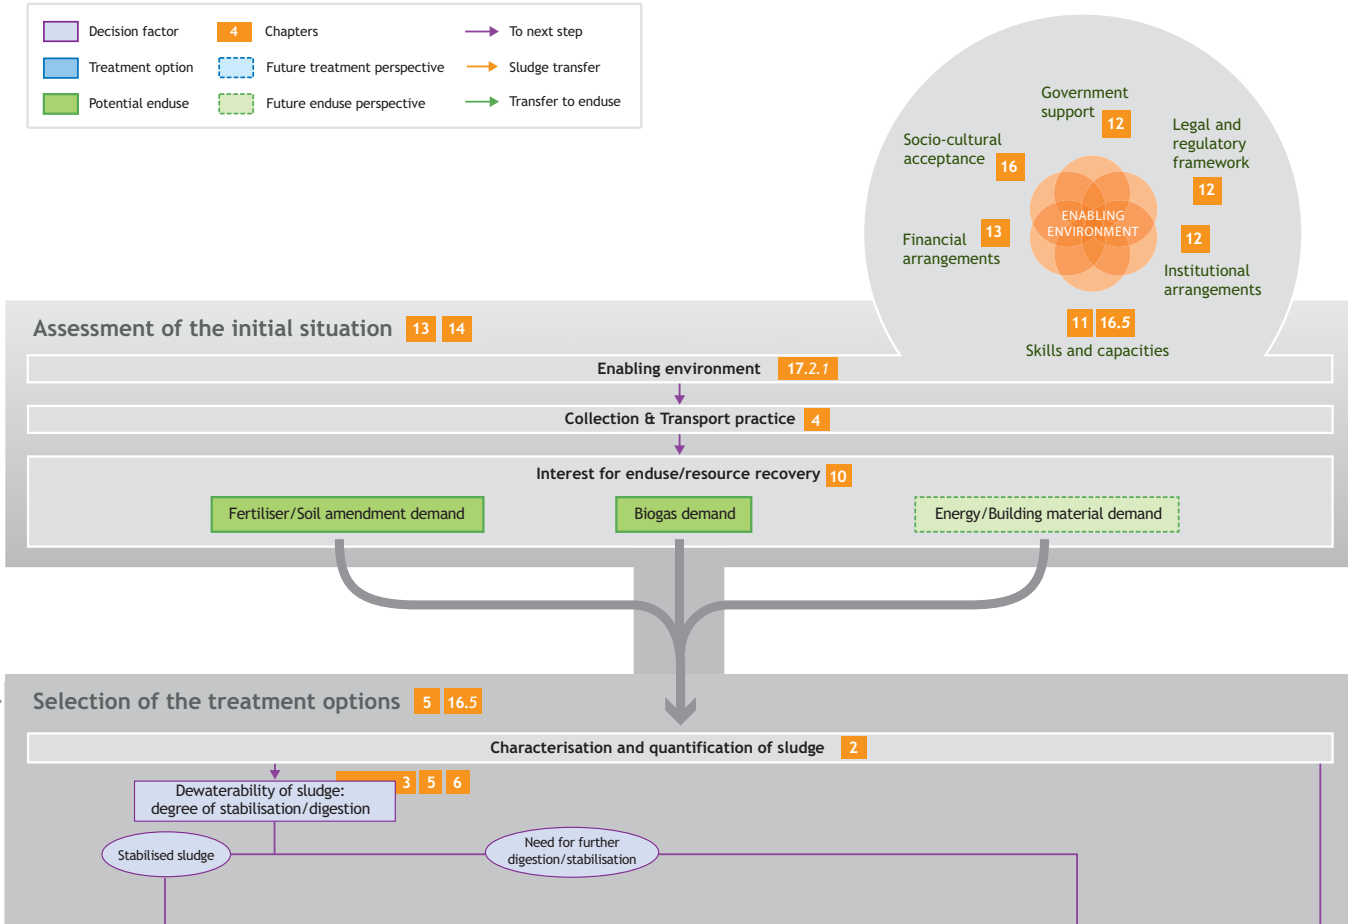 Decision factor
4 Chapters
To next step
Treatment option
Future treatment perspective
Sludge transfer
Potential enduse
Future enduse perspective
Transfer to enduse
Government
support 12
Socio-cultural
acceptance 16
Legal and
regulatory
framework
12
ENABLING
ENVIRONMENT
Financial 13
arrangements
12
Institutional
arrangements
11 16.5
Skills and capacities
Assessment of the initial situation 13 14
Enabling environment 17.2.1
Collection & Transport practice 4
Interest for enduse/resource recovery 10
Fertiliser/Soil amendment demand
Biogas demand
Energy/Building material demand
Selection of the treatment options 5 16.5
Characterisation and quantification of sludge 2
3 5 6
Dewaterability of sludge:
degree of stabilisation/digestion
Stabilised sludge
Need for further
digestion/stabilisation